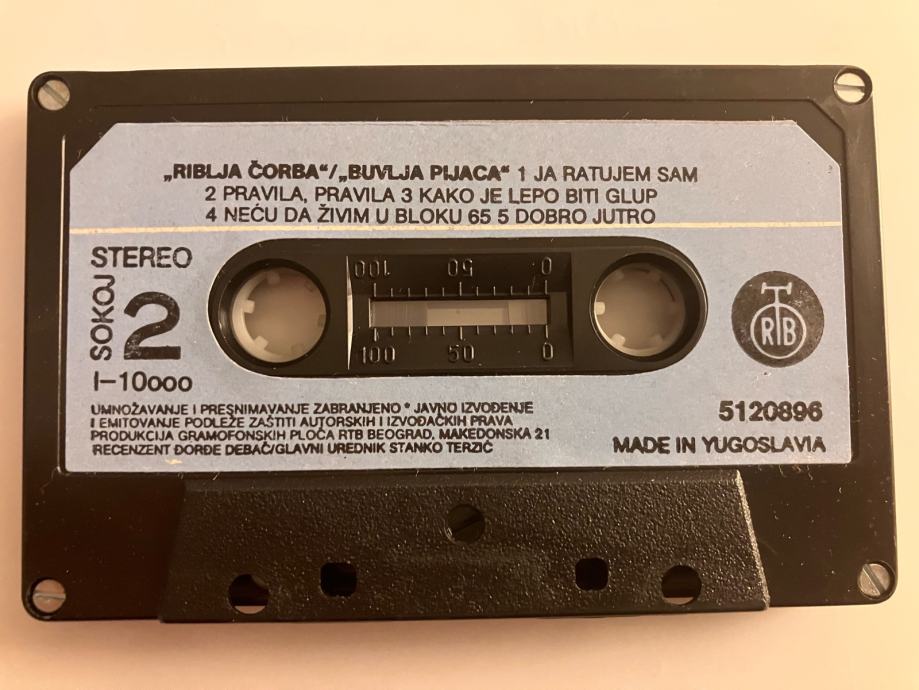 „RIBLJA ČORBA“/„BUVLJA PIJACA“ 1 JA RATUJEM SAM
2 PRAVILA, PRAVILA 3 KAKO JE LEPO BITI GLUP
4 NEĆU DA ŽIVIM U BLOKU 65 5 DOBRO JUTRO
STEREO
SOKOJ
2
I-10ooo
100 50 0
100 50 0
RTB
UMNOŽAVANJE I PRESNIMAVANJE ZABRANJENO * JAVNO IZVOĐENJE
I EMITOVANJE PODLEŽE ZAŠTITI AUTORSKIH I IZVOĐAČKIH PRAVA
PRODUKCIJA GRAMOFONSKIH PLOČA RTB BEOGRAD, MAKEDONSKA 21
RECENZENT ĐORĐE DEBAČ/GLAVNI UREDNIK STANKO TERZIĆ
5120896
MADE IN YUGOSLAVIA